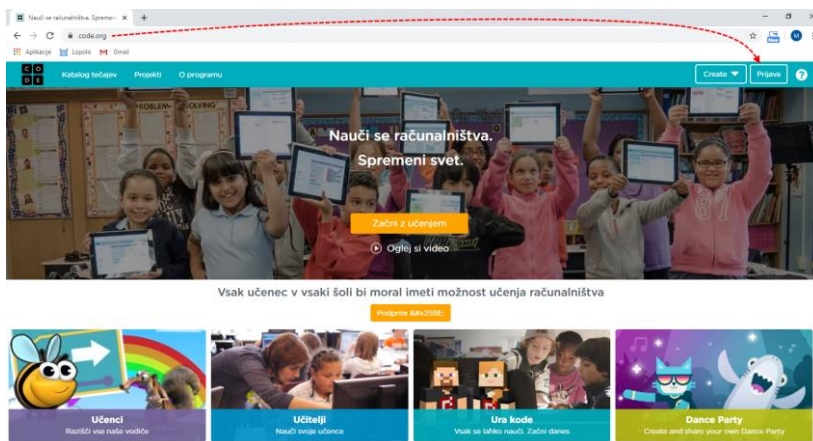 Nauči se računalništva. Spremen
code.org
Aplikacije Lopolis Gmail
M
C O D E
Katalog tečajev Projekti O programu
Create Prijava ?
PROBLEM-SOLVING
Nauči se računalništva.
Spremeni svet.
Začni z učenjem
Oglej si video
Vsak učenec v vsaki šoli bi moral imeti možnost učenja računalništva
Podprite &#x25BE;
Učenci
Razišči vse naše vodiče
Učitelji
Nauči svoje učence
Ura kode
Vsak se lahko nauči. Začni danes
Dance Party
Create and share your own Dance Party